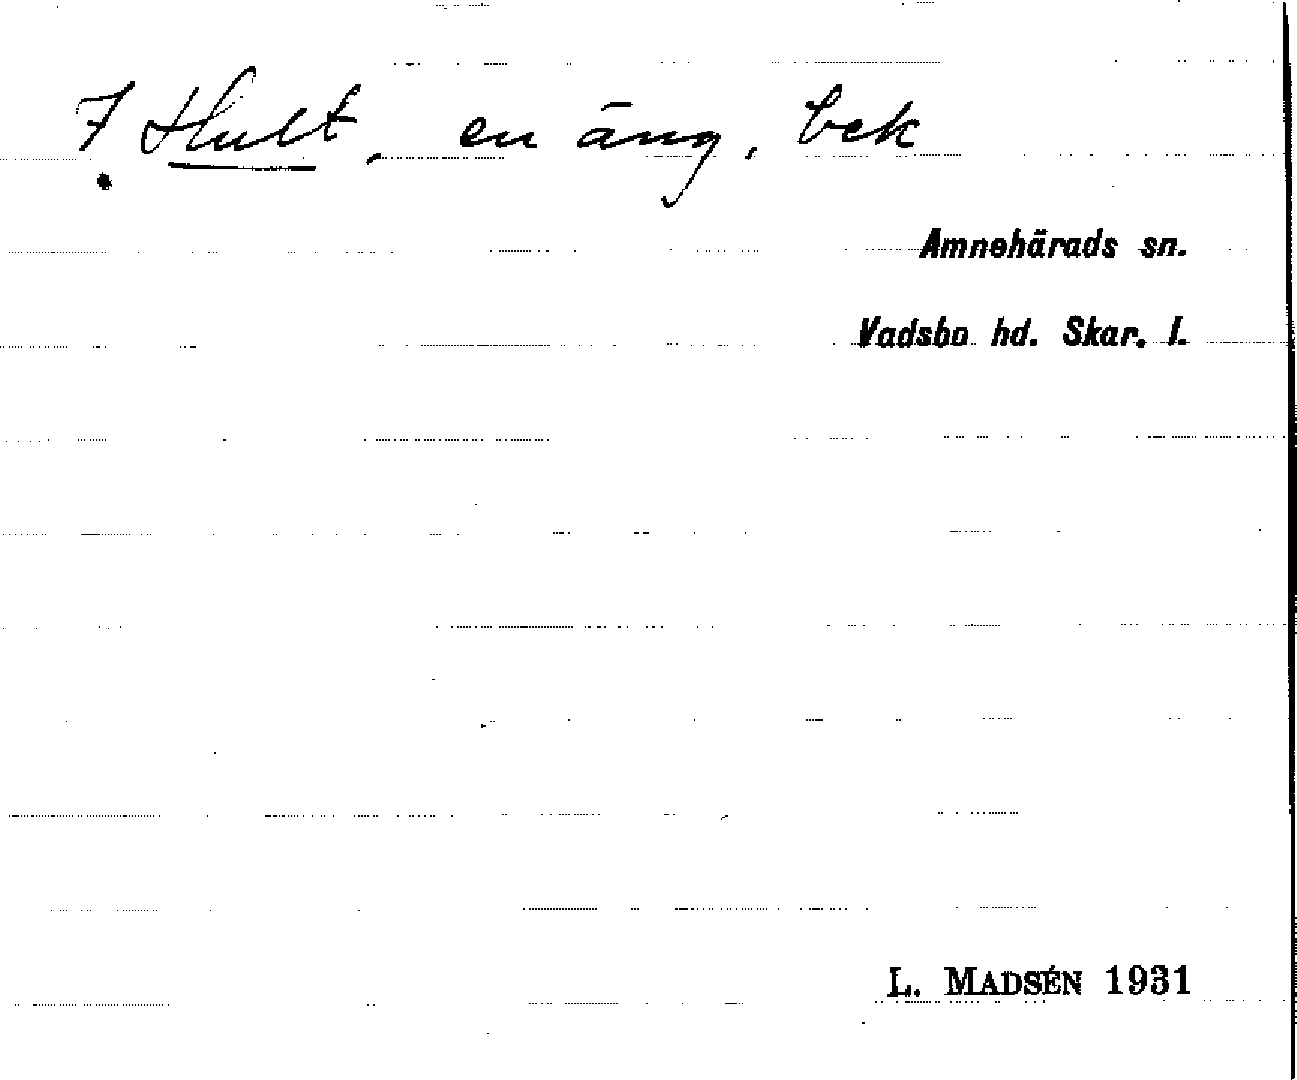 7 Hult, en äng, bek
Amnehärads sn.
Vadsbo hd. Skar. l.
L. MADSÉN 1931